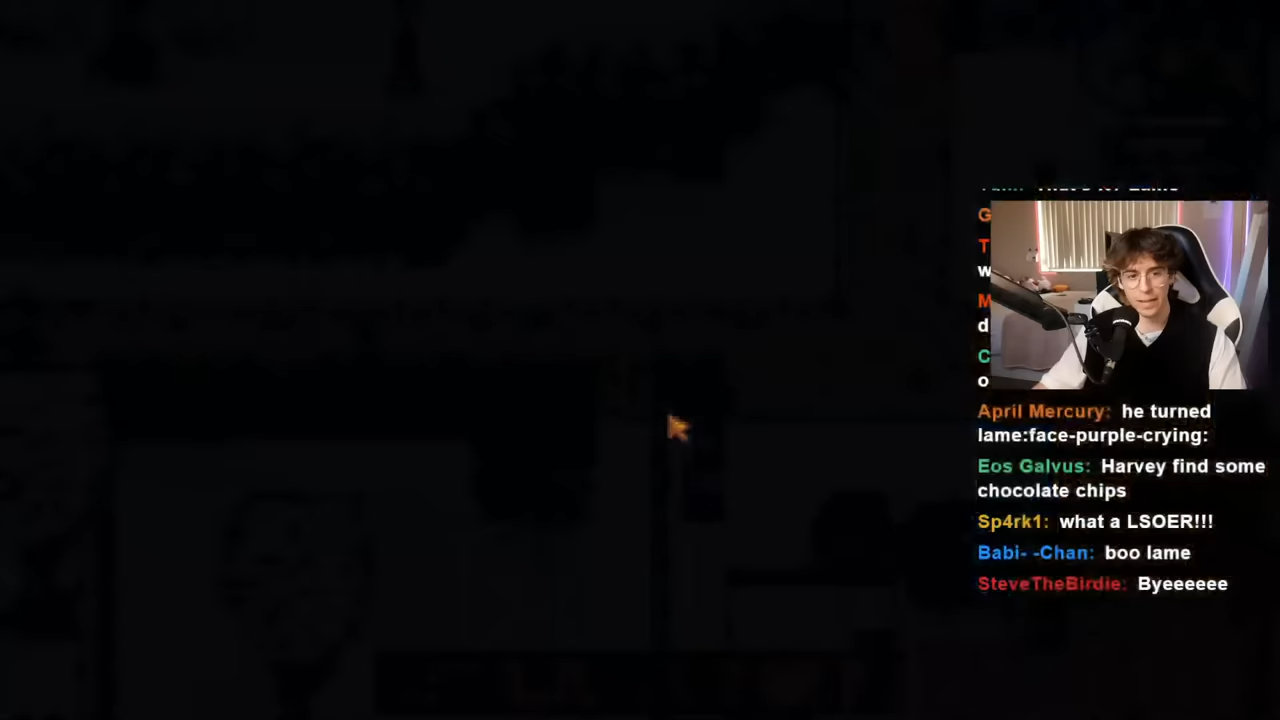 G
T
w
M
d
C
o
April Mercury: he turned
lame:face-purple-crying:
Eos Galvus: Harvey find some
chocolate chips
Sp4rk1: what a LSOER!!!
Babi- -Chan: boo lame
SteveTheBirdie: Byeeeeee